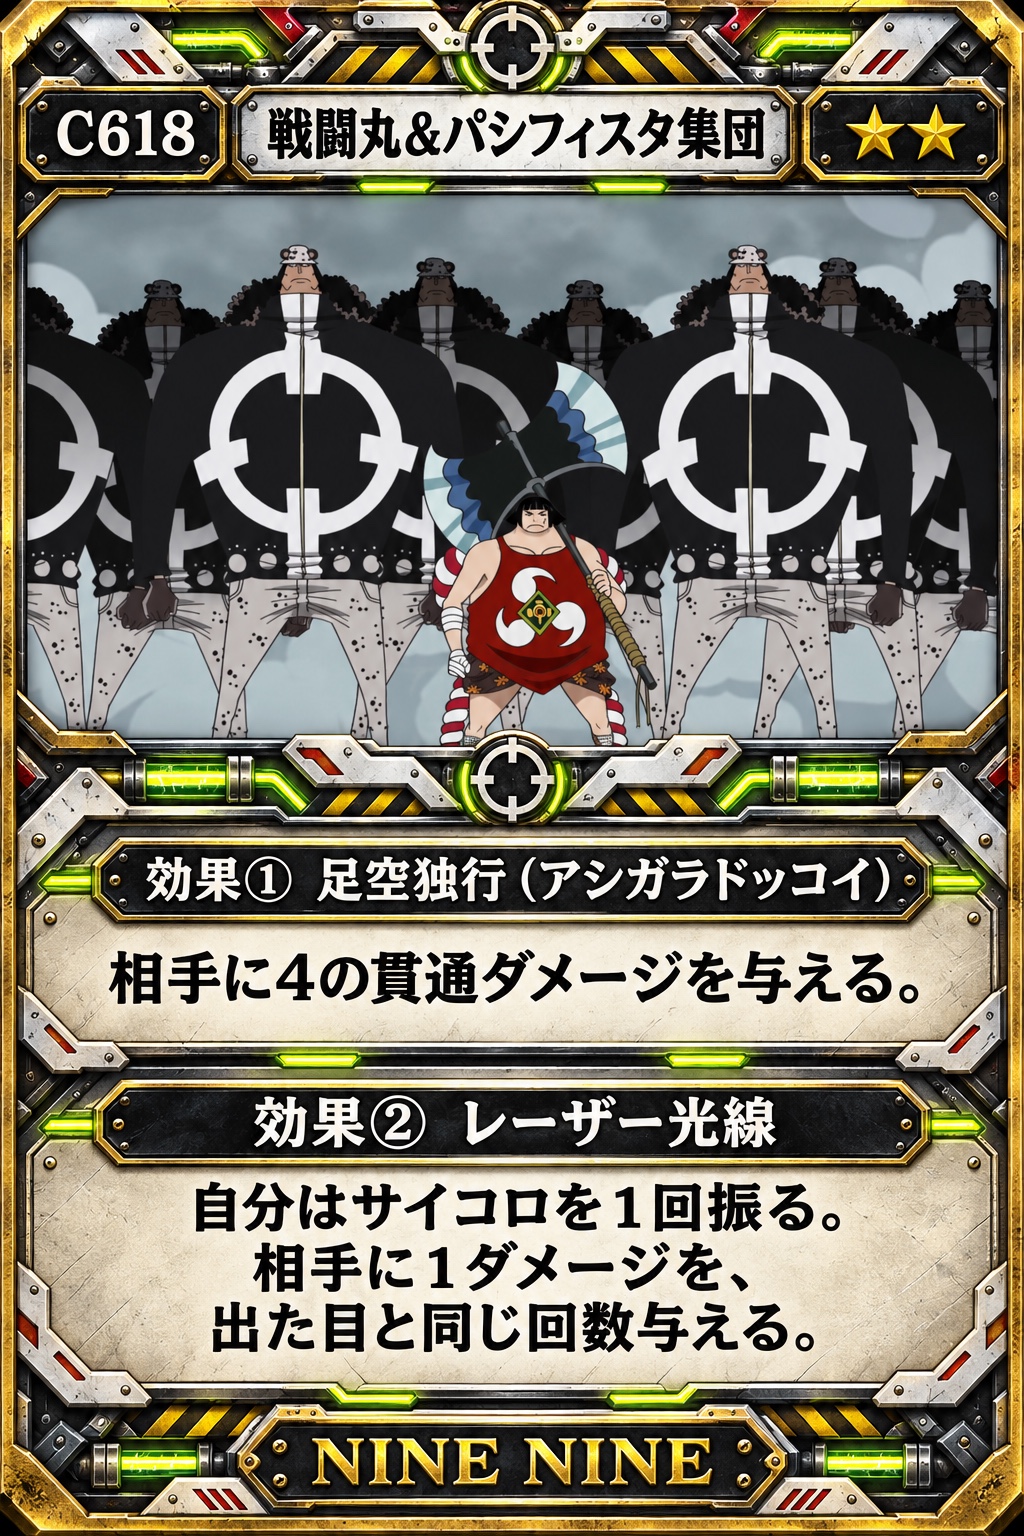 C618
戦闘丸&パシフィスタ集団
★★
効果① 足空独行(アシガラドッコイ)
相手に4の貫通ダメージを与える。
効果② レーザー光線
自分はサイコロを1回振る。
相手に1ダメージを、
出た目と同じ回数与える。
NINE NINE